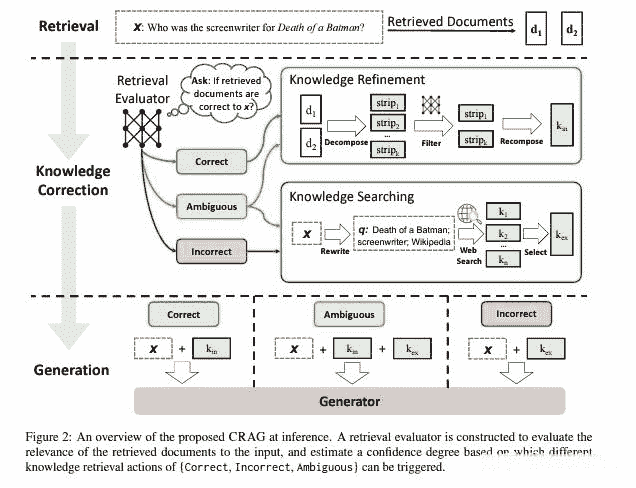 Retrieval
x: Who was the screenwriter for Death of a Batman?
Retrieved Documents
d1
d2
Retrieval
Evaluator
Ask: If retrieved
documents are
correct to x?
Knowledge
Correction
Correct
Ambiguous
Incorrect
Knowledge Refinement
d1
d2
Decompose
strip1
strip2
...
stripk
Filter
strip1
stripk
Recompose
kin
Knowledge Searching
x
Rewrite
q: Death of a Batman;
screenwriter; Wikipedia
Web
Search
k1
k2
...
kn
Select
kex
Generation
Correct
x + kin
Ambiguous
x + kin + kex
Incorrect
x + kex
Generator
Figure 2: An overview of the proposed CRAG at inference. A retrieval evaluator is constructed to evaluate the
relevance of the retrieved documents to the input, and estimate a confidence degree based on which different
knowledge retrieval actions of {Correct, Incorrect, Ambiguous} can be triggered.